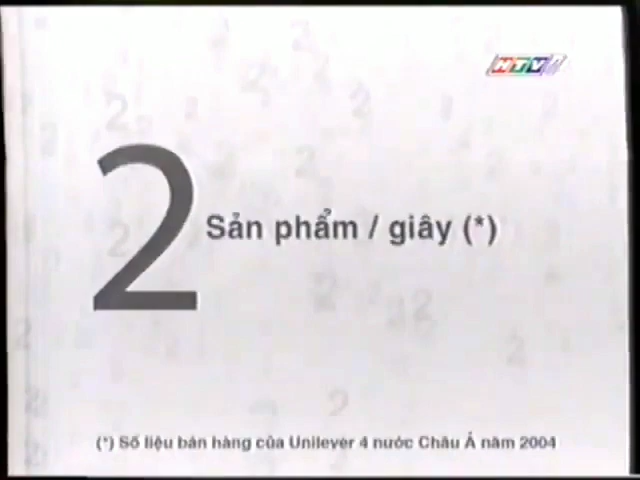 HTV
2
Sản phẩm / giây (*)
(*) Số liệu bán hàng của Unilever 4 nước Châu Á năm 2004